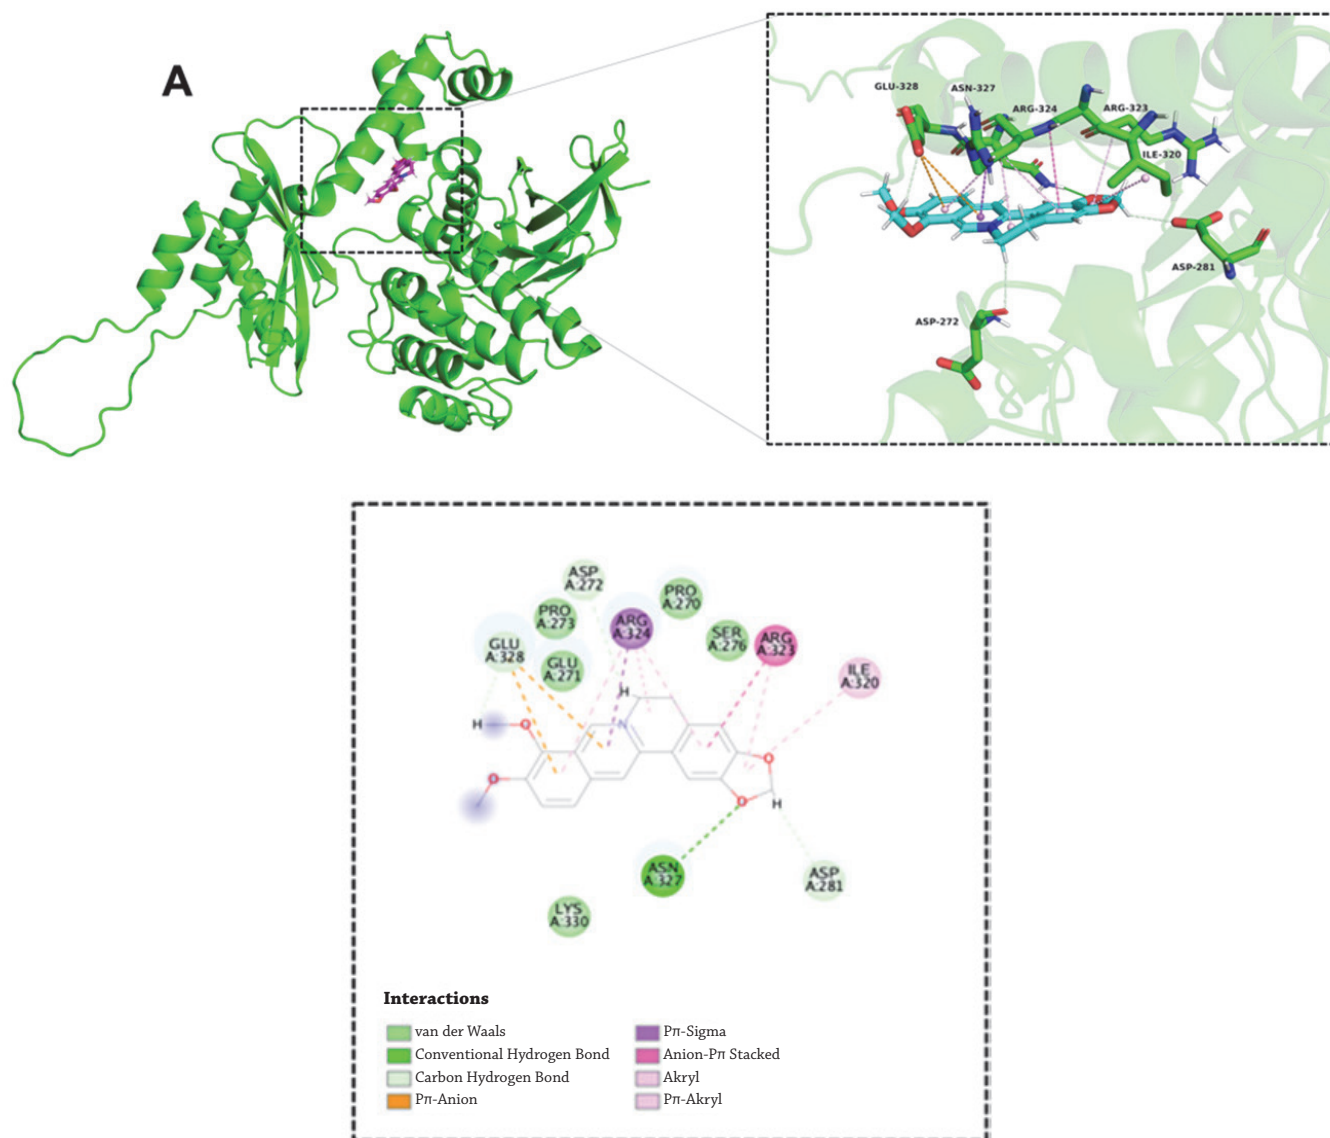 A
GLU-328
ASN-327
ARG-324
ARG-323
ILE-320
ASP-281
ASP-272
ASP
A:272
PRO
A:273
ARG
A:324
PRO
A:270
GLU
A:328
GLU
A:271
SER
A:276
ARG
A:323
ILE
A:320
H
H
O
N
O
O
O
H
ASN
A:327
ASP
A:281
LYS
A:330
Interactions
van der Waals
Conventional Hydrogen Bond
Carbon Hydrogen Bond
Pπ-Anion
Pπ-Sigma
Anion-Pπ Stacked
Akryl
Pπ-Akryl